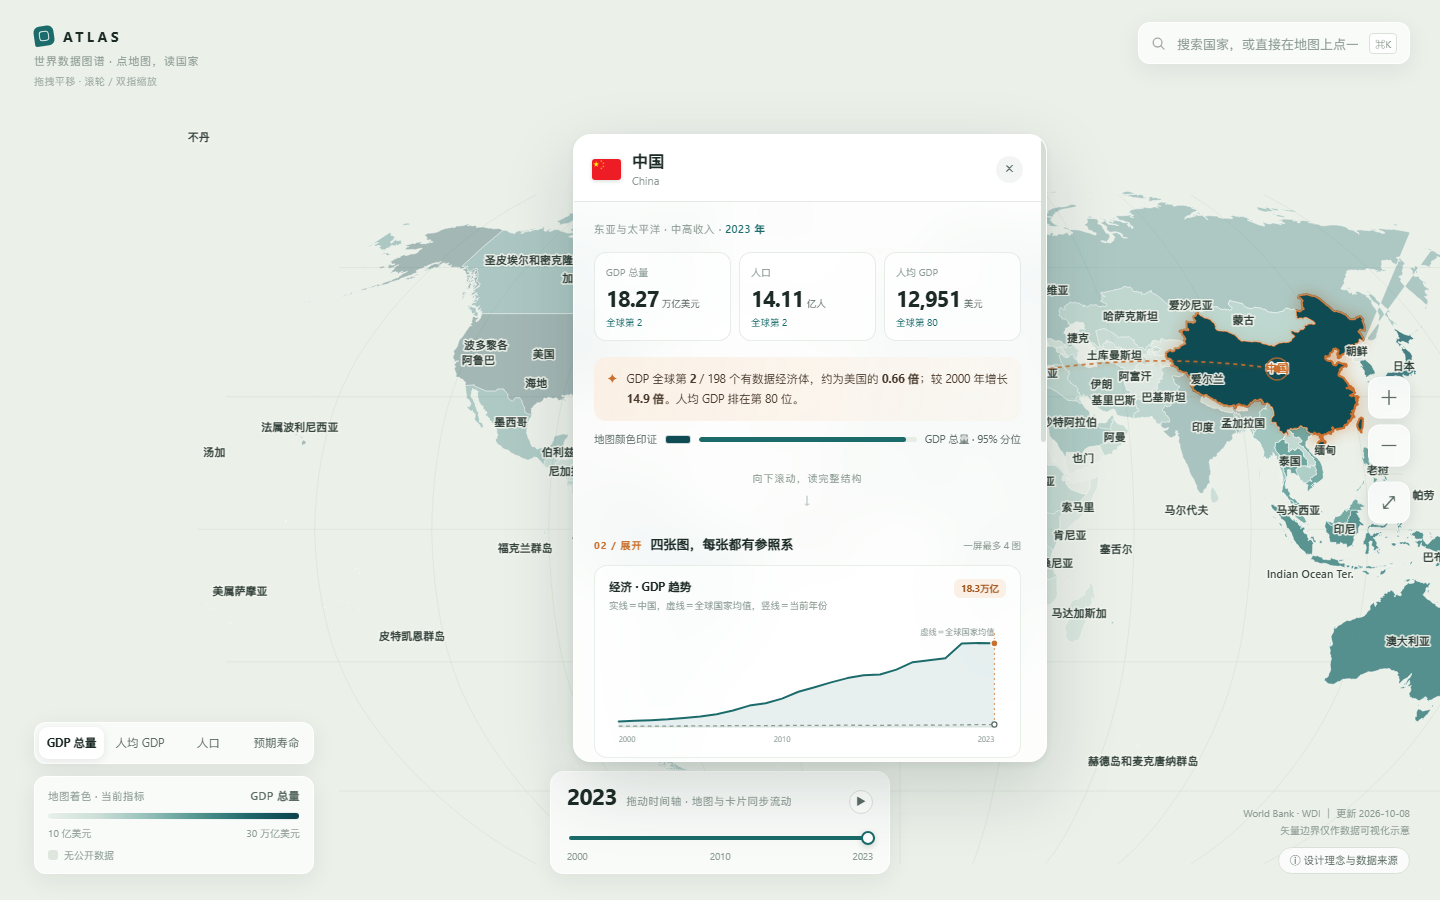 ATLAS
世界数据图谱 · 点地图，读国家
拖拽平移 · 滚轮 / 双指缩放
搜索国家，或直接在地图上点一
⌘K
不丹
圣皮埃尔和密克隆
加
波多黎各
阿鲁巴
美国
海地
墨西哥
法属波利尼西亚
汤加
伯利兹
尼加
福克兰群岛
美属萨摩亚
皮特凯恩群岛
中国
China
×
东亚与太平洋 · 中高收入 · 2023 年
GDP 总量
18.27 万亿美元
全球第 2
人口
14.11 亿人
全球第 2
人均 GDP
12,951 美元
全球第 80
✦ GDP 全球第 2 / 198 个有数据经济体，约为美国的 0.66 倍；较 2000 年增长
14.9 倍。人均 GDP 排在第 80 位。
地图颜色印证
GDP 总量 · 95% 分位
向下滚动，读完整结构
↓
02 / 展开 四张图，每张都有参照系
一屏最多 4 图
经济 · GDP 趋势
18.3万亿
实线＝中国，虚线＝全球国家均值，竖线＝当前年份
虚线＝全球国家均值
2000
2010
2023
维亚
爱沙尼亚
哈萨克斯坦
蒙古
捷克
土库曼斯坦
朝鲜
日本
中国
亚
伊朗
阿富汗
爱尔兰
基里巴斯
巴基斯坦
沙特阿拉伯
阿曼
印度
孟加拉国
缅甸
也门
泰国
老挝
亚
索马里
马尔代夫
马来西亚
帕劳
印尼
肯尼亚
塞舌尔
尼亚
巴布
Indian Ocean Ter.
马达加斯加
澳大利亚
赫德岛和麦克唐纳群岛
GDP 总量
人均 GDP
人口
预期寿命
地图着色 · 当前指标
GDP 总量
10 亿美元
30 万亿美元
无公开数据
2023 拖动时间轴 · 地图与卡片同步流动
2000
2010
2023
World Bank · WDI ｜ 更新 2026-10-08
矢量边界仅作数据可视化示意
ⓘ 设计理念与数据来源